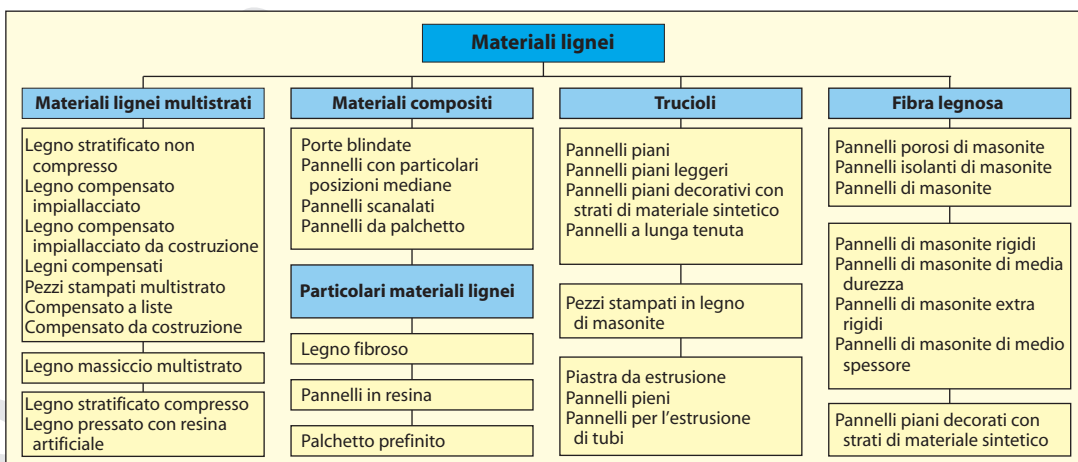 Materiali lignei
Materiali lignei multistrati
Legno stratificato non
compresso
Legno compensato
impiallacciato
Legno compensato
impiallacciato da costruzione
Legni compensati
Pezzi stampati multistrato
Compensato a liste
Compensato da costruzione
Legno massiccio multistrato
Legno stratificato compresso
Legno pressato con resina
artificiale
Materiali compositi
Porte blindate
Pannelli con particolari
posizioni mediane
Pannelli scanalati
Pannelli da palchetto
Particolari materiali lignei
Legno fibroso
Pannelli in resina
Palchetto prefinito
Trucioli
Pannelli piani
Pannelli piani leggeri
Pannelli piani decorativi con
strati di materiale sintetico
Pannelli a lunga tenuta
Pezzi stampati in legno
di masonite
Piastra da estrusione
Pannelli pieni
Pannelli per l'estrusione
di tubi
Fibra legnosa
Pannelli porosi di masonite
Pannelli isolanti di masonite
Pannelli di masonite
Pannelli di masonite rigidi
Pannelli di masonite di media
durezza
Pannelli di masonite extra
rigidi
Pannelli di masonite di medio
spessore
Pannelli piani decorati con
strati di materiale sintetico